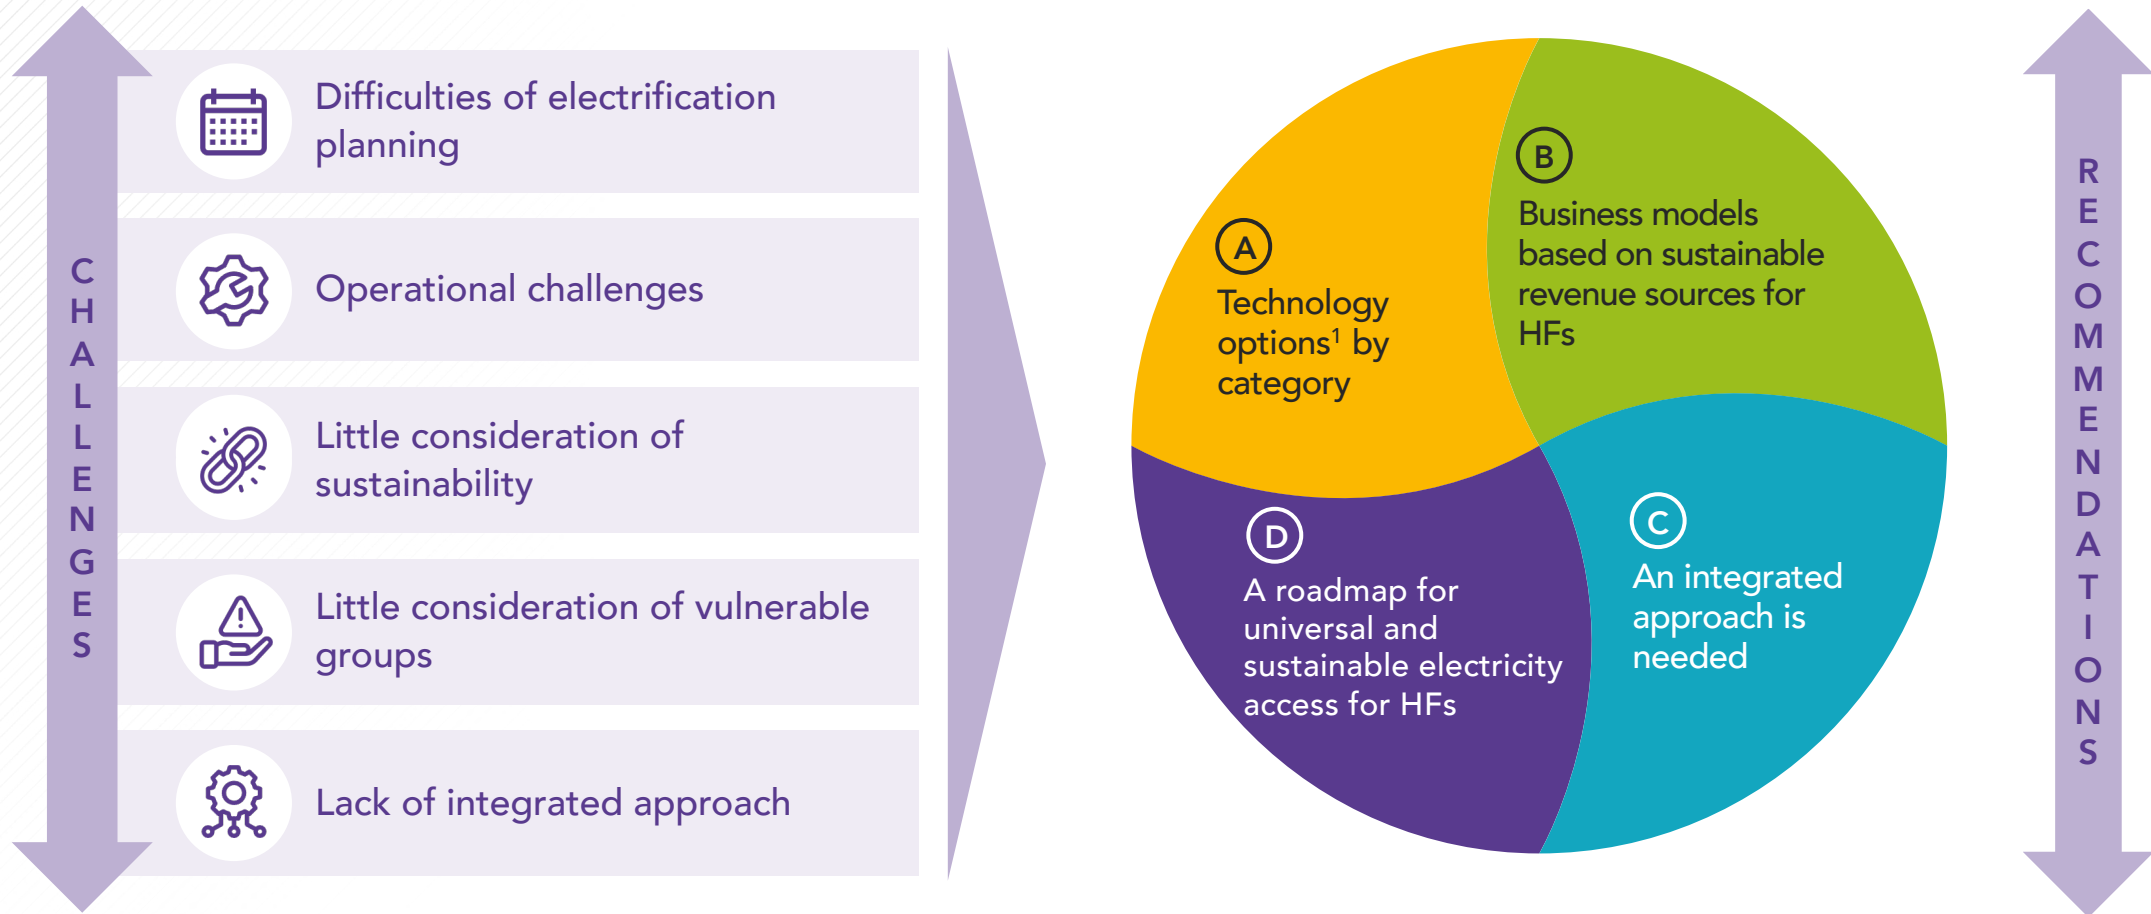 CHALLENGES
Difficulties of electrification
planning
Operational challenges
Little consideration of
sustainability
Little consideration of vulnerable
groups
Lack of integrated approach
A
Technology
options¹ by
category
B
Business models
based on sustainable
revenue sources for
HFs
C
An integrated
approach is
needed
D
A roadmap for
universal and
sustainable electricity
access for HFs
RECOMMENDATIONS